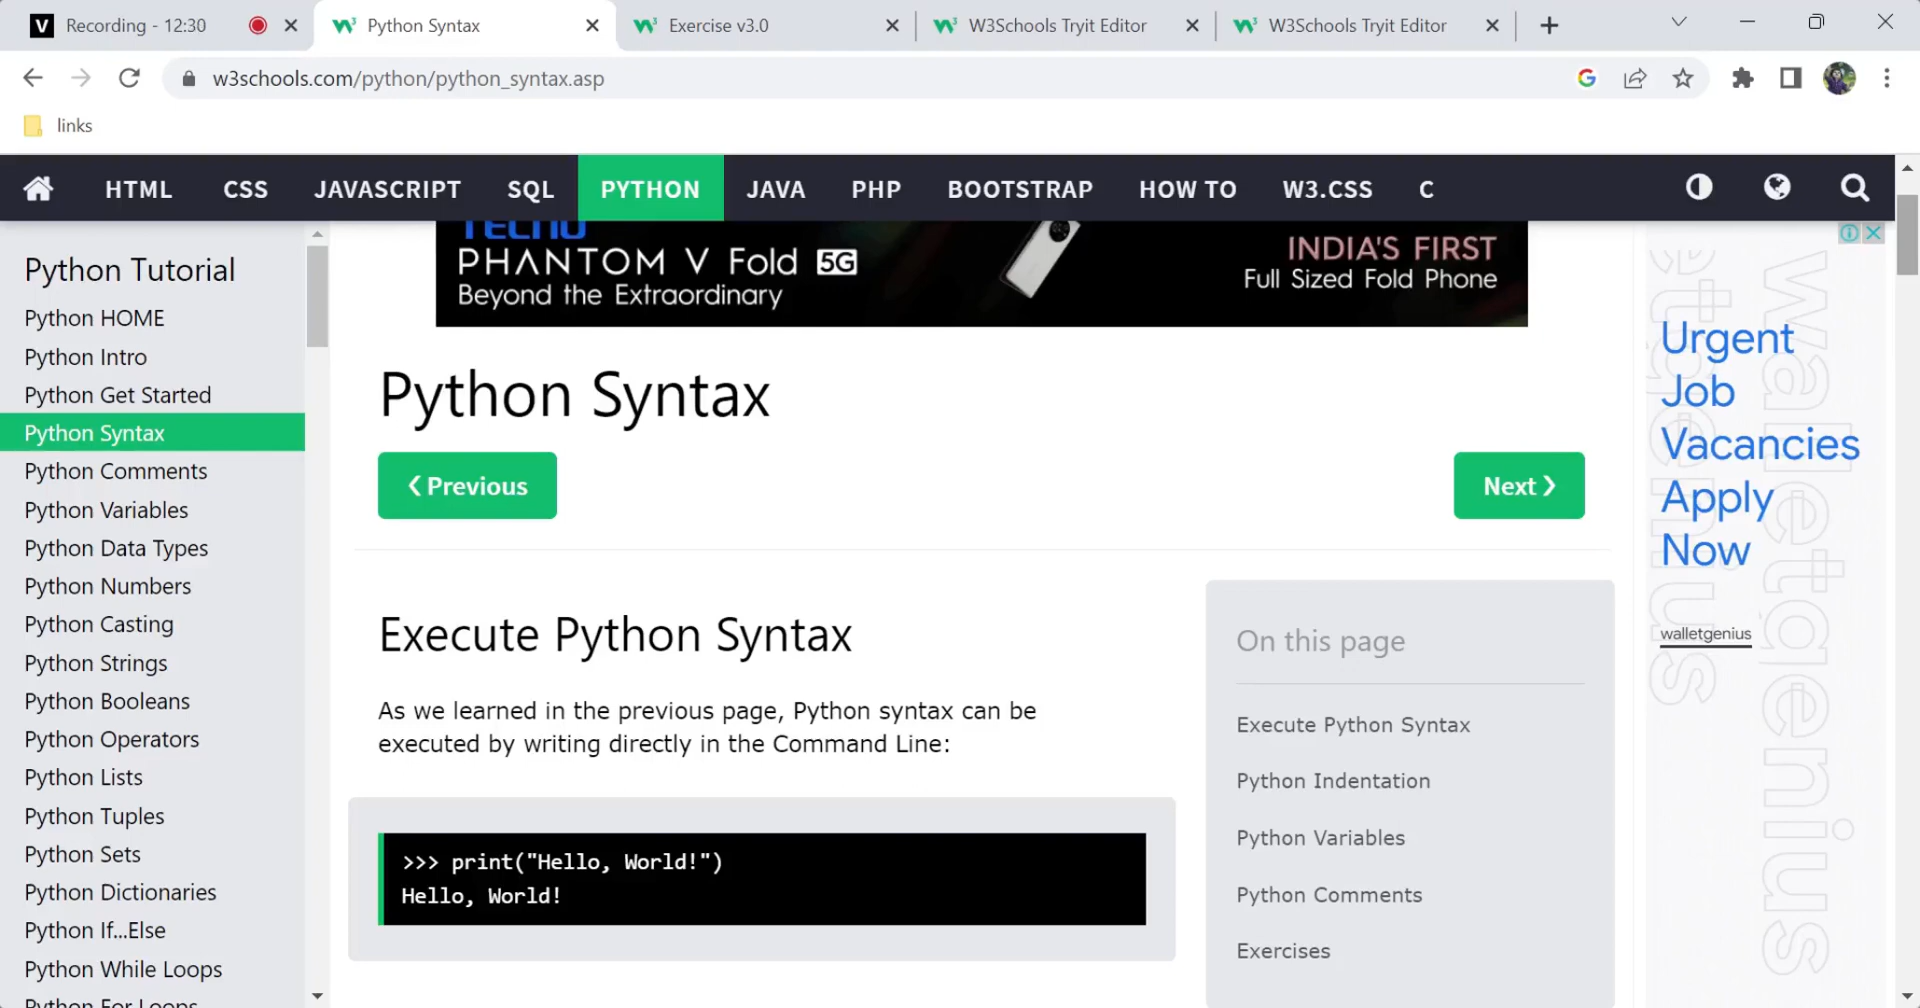 Recording - 12:30
Python Syntax
Exercise v3.0
W3Schools Tryit Editor
W3Schools Tryit Editor
w3schools.com/python/python_syntax.asp
links
HTML CSS JAVASCRIPT SQL PYTHON JAVA PHP BOOTSTRAP HOW TO W3.CSS C
Python Tutorial
Python HOME
Python Intro
Python Get Started
Python Syntax
Python Comments
Python Variables
Python Data Types
Python Numbers
Python Casting
Python Strings
Python Booleans
Python Operators
Python Lists
Python Tuples
Python Sets
Python Dictionaries
Python If...Else
Python While Loops
Python For Loops
TECNO
PHANTOM V Fold 5G
Beyond the Extraordinary
INDIA'S FIRST
Full Sized Fold Phone
Python Syntax
❮ Previous
Next ❯
Execute Python Syntax
As we learned in the previous page, Python syntax can be
executed by writing directly in the Command Line:
>>> print("Hello, World!")
Hello, World!
On this page
Execute Python Syntax
Python Indentation
Python Variables
Python Comments
Exercises
Urgent
Job
Vacancies
Apply
Now
walletgenius
walletgenius